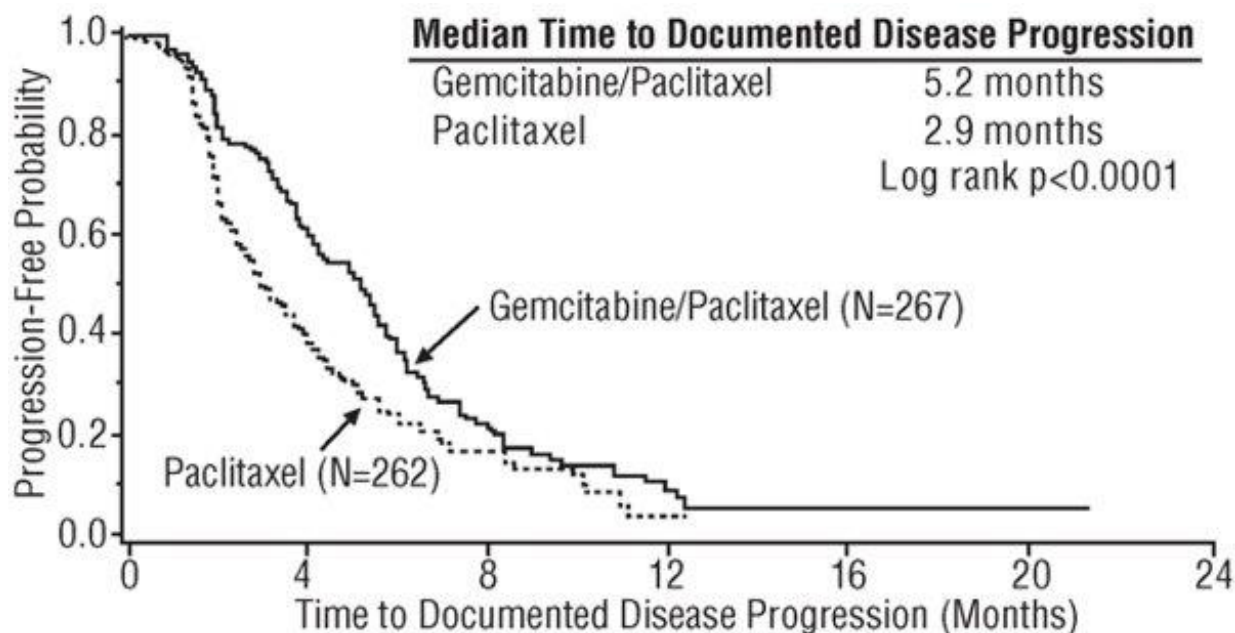 Median Time to Documented Disease Progression
Gemcitabine/Paclitaxel 5.2 months
Paclitaxel 2.9 months
Log rank p<0.0001
Progression-Free Probability
1.0
0.8
0.6
0.4
0.2
0.0
Gemcitabine/Paclitaxel (N=267)
Paclitaxel (N=262)
0 4 8 12 16 20 24
Time to Documented Disease Progression (Months)